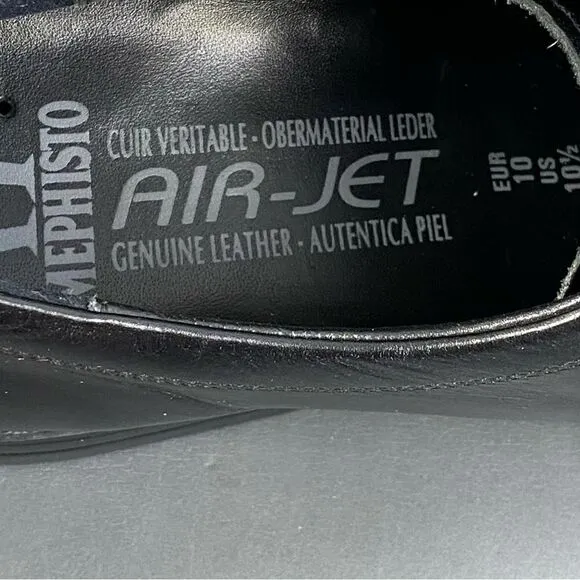 MEPHISTO
CUIR VERITABLE · OBERMATERIAL LEDER
AIR-JET
GENUINE LEATHER · AUTENTICA PIEL
EUR
10
US
10½